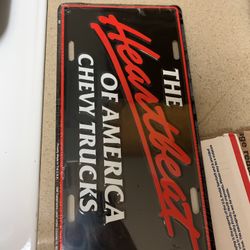 THE
Heartbeat
OF AMERICA
CHEVY TRUCKS